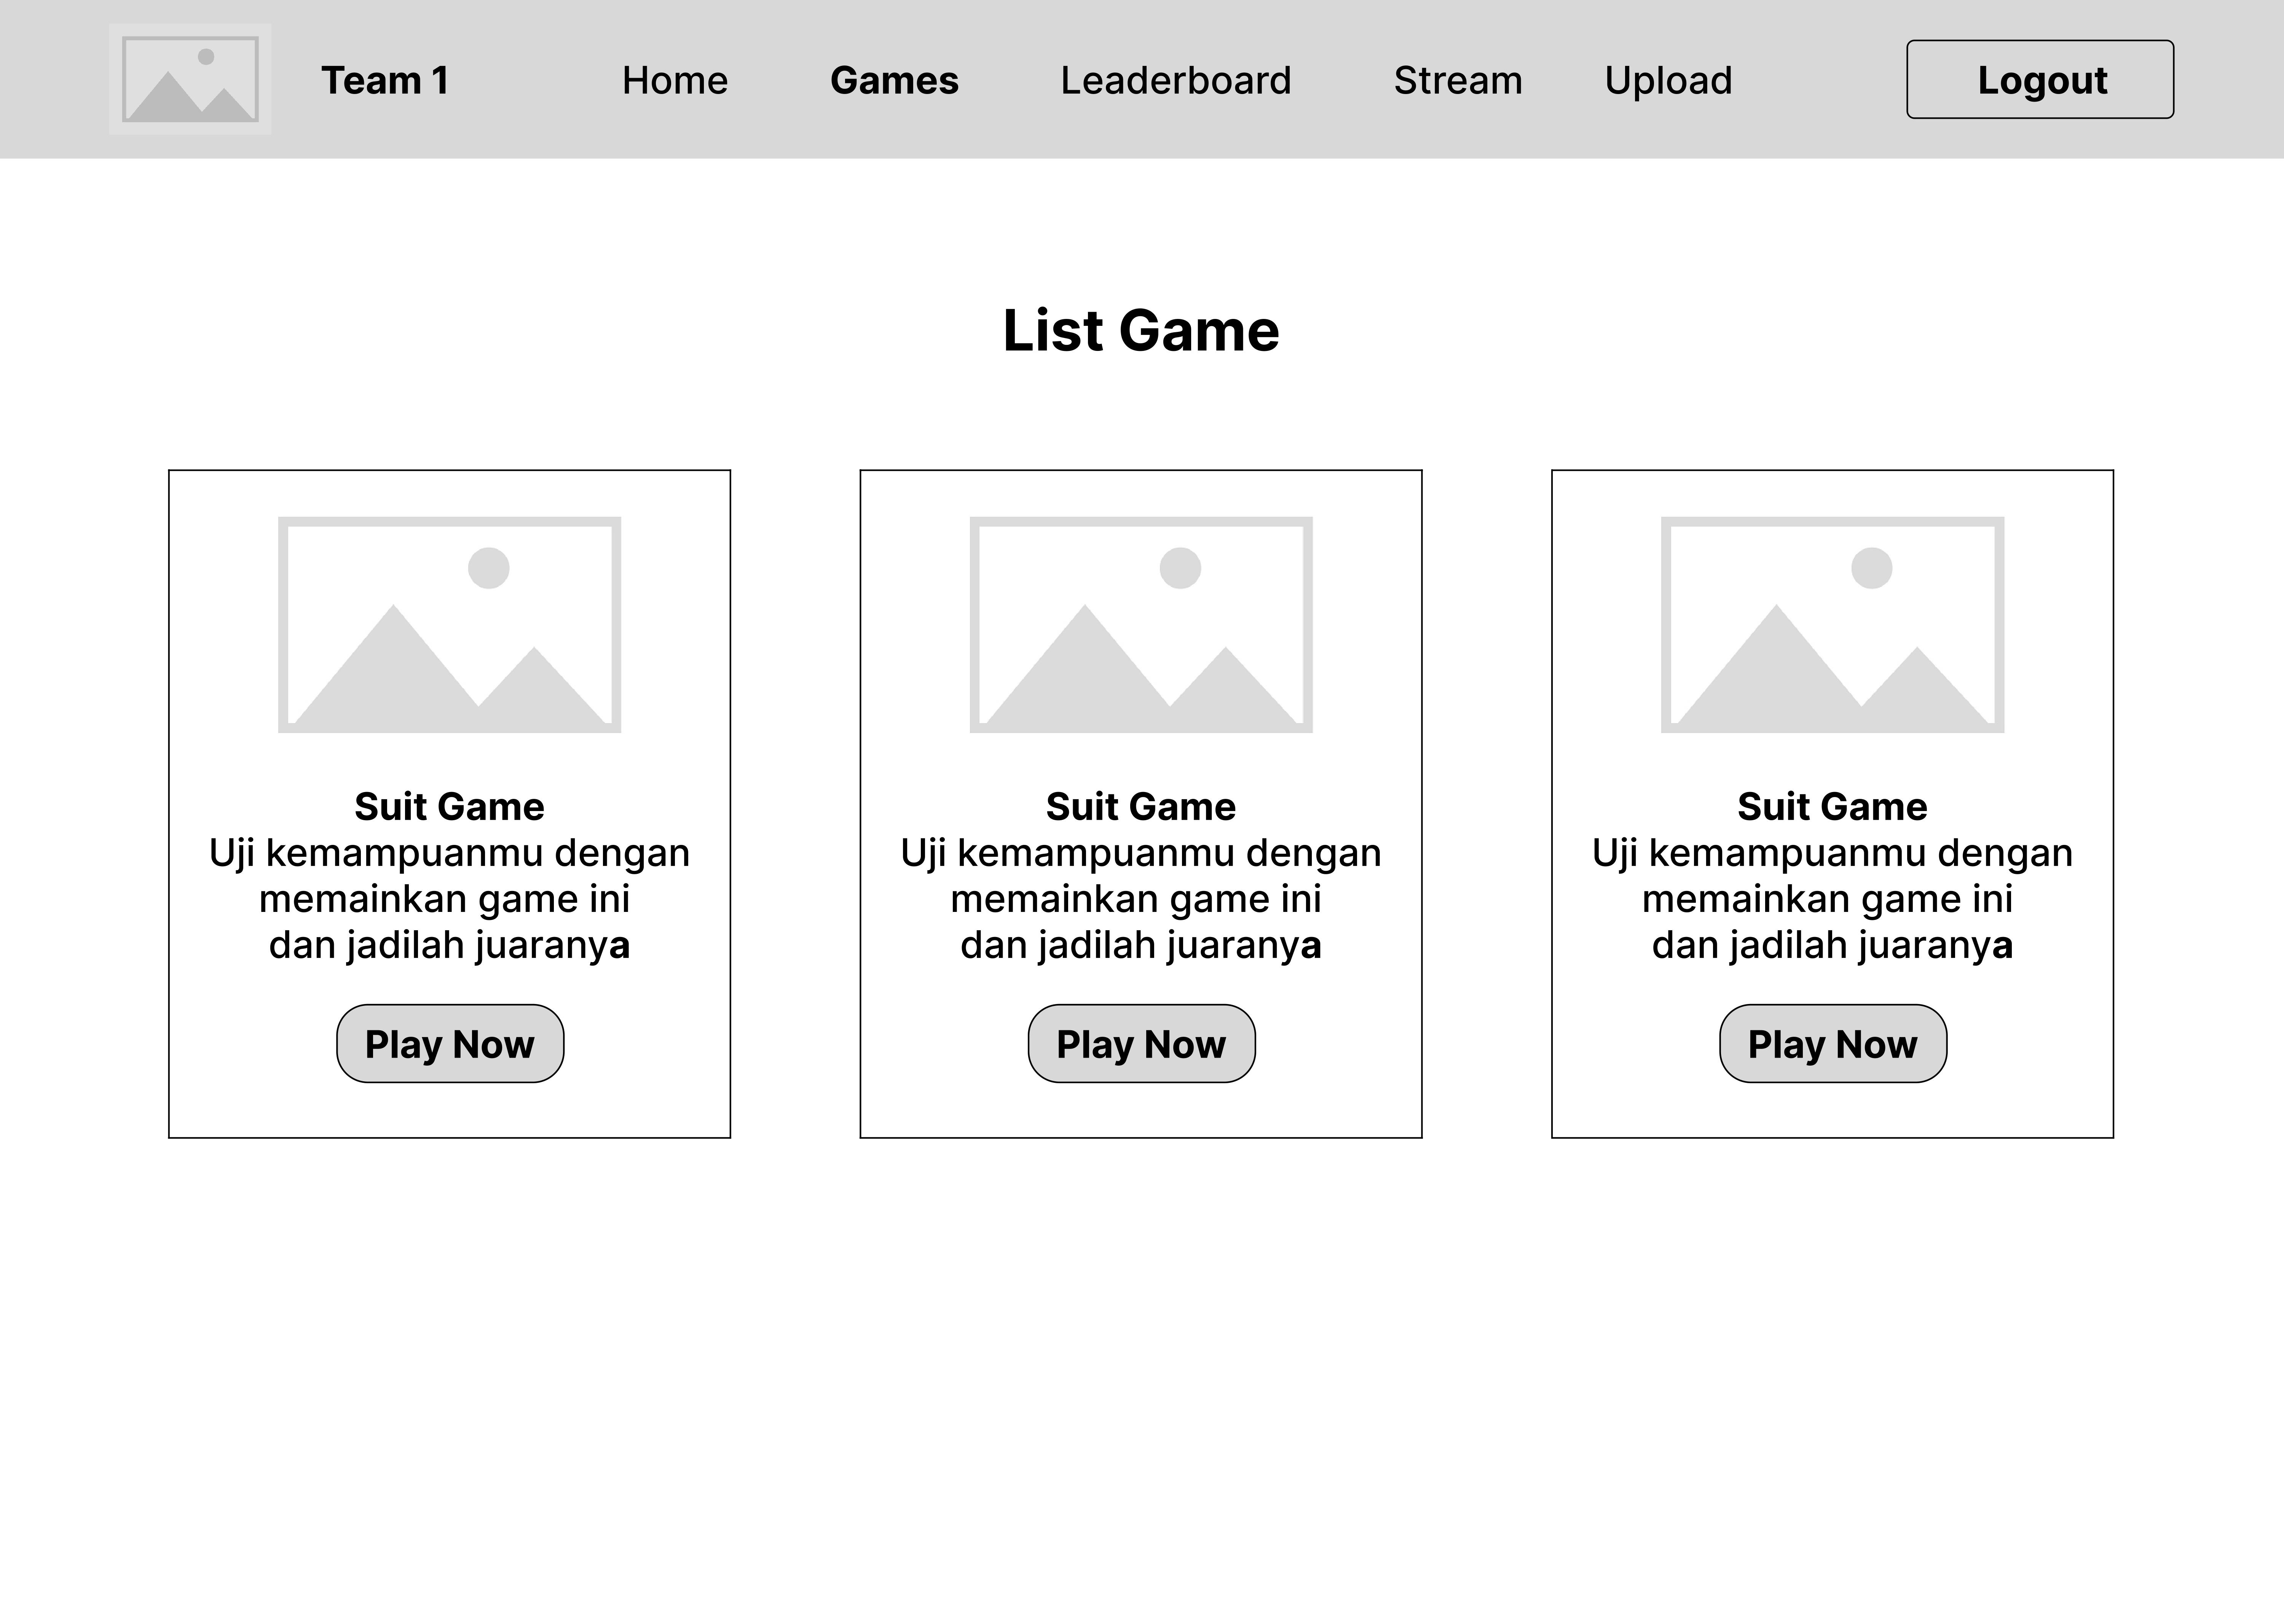 Team 1 Home Games Leaderboard Stream Upload Logout
List Game
Suit Game
Uji kemampuanmu dengan
memainkan game ini
dan jadilah juaranya
Play Now
Suit Game
Uji kemampuanmu dengan
memainkan game ini
dan jadilah juaranya
Play Now
Suit Game
Uji kemampuanmu dengan
memainkan game ini
dan jadilah juaranya
Play Now